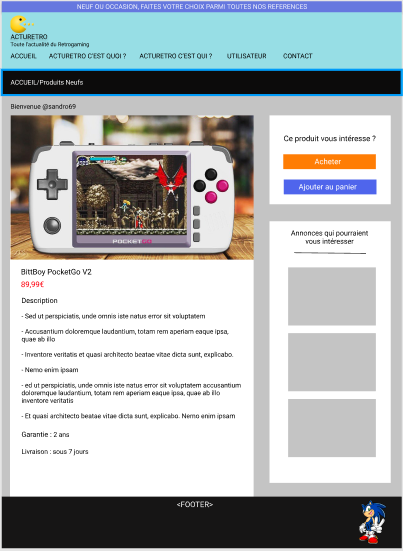 NEUF OU OCCASION, FAITES VOTRE CHOIX PARMI TOUTES NOS REFERENCES
ACTURETRO
Toute l'actualité du Retrogaming
ACCUEIL ACTURETRO C'EST QUOI ? ACTURETRO C'EST QUI ? UTILISATEUR CONTACT
ACCUEIL/Produits Neufs
Bienvenue @sandro69
POCKETGO
BittBoy PocketGo V2
89,99€
Description
- Sed ut perspiciatis, unde omnis iste natus error sit voluptatem
- Accusantium doloremque laudantium, totam rem aperiam eaque ipsa,
quae ab illo
- Inventore veritatis et quasi architecto beatae vitae dicta sunt, explicabo.
- Nemo enim ipsam
- ed ut perspiciatis, unde omnis iste natus error sit voluptatem accusantium
doloremque laudantium, totam rem aperiam eaque ipsa, quae ab illo
inventore veritatis
- Et quasi architecto beatae vitae dicta sunt, explicabo. Nemo enim ipsam
Garantie : 2 ans
Livraison : sous 7 jours
Ce produit vous intéresse ?
Acheter
Ajouter au panier
Annonces qui pourraient
vous intéresser
<FOOTER>